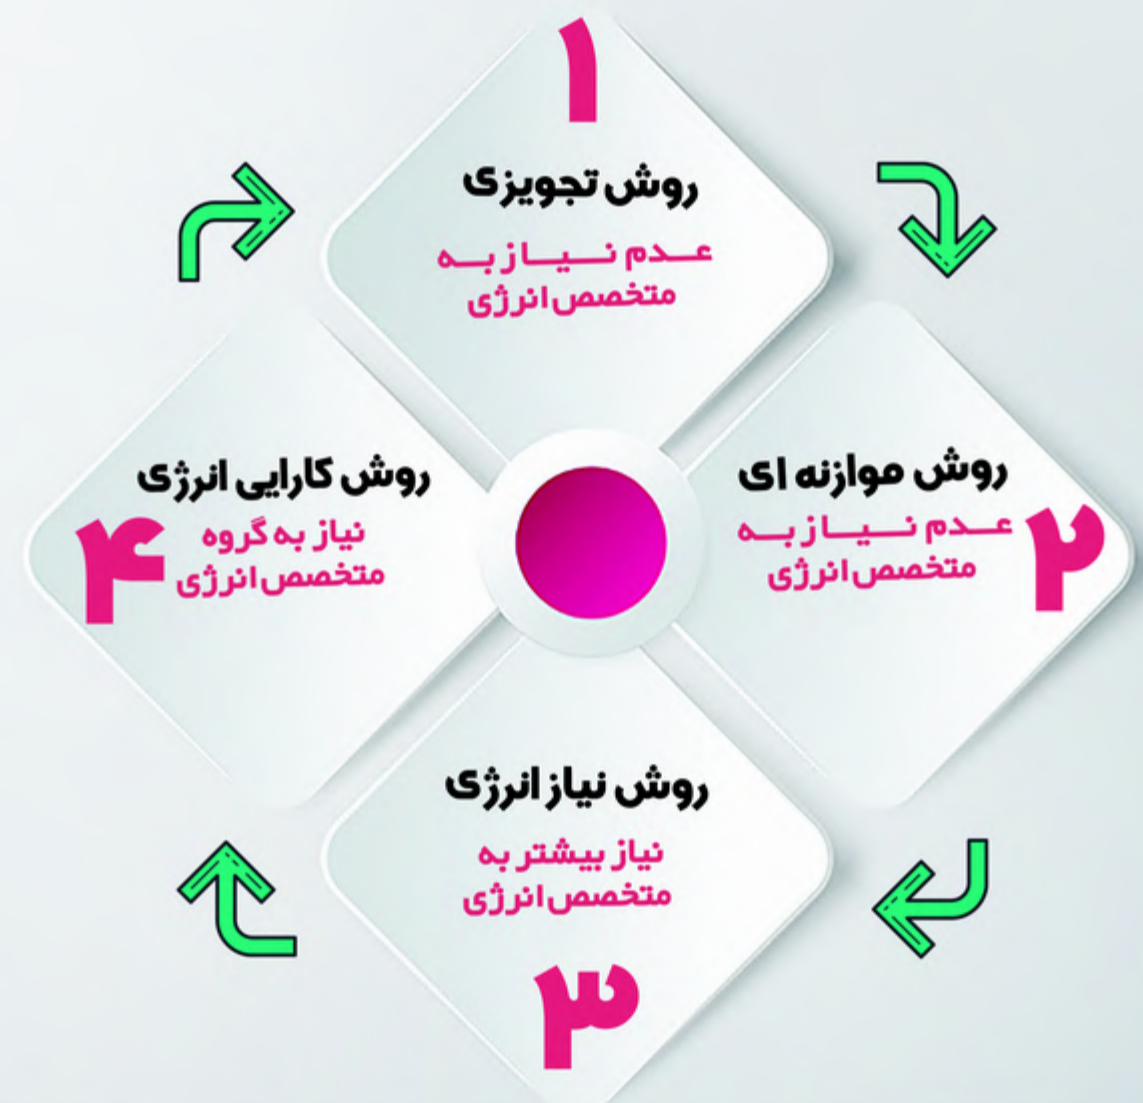 ۱
روش تجویزی
عدم نیاز به
متخصص انرژی
روش موازنه ای
عدم نیاز به
متخصص انرژی
۲
روش نیاز انرژی
نیاز بیشتر به
متخصص انرژی
۳
روش کارایی انرژی
نیاز به گروه
متخصص انرژی
۴